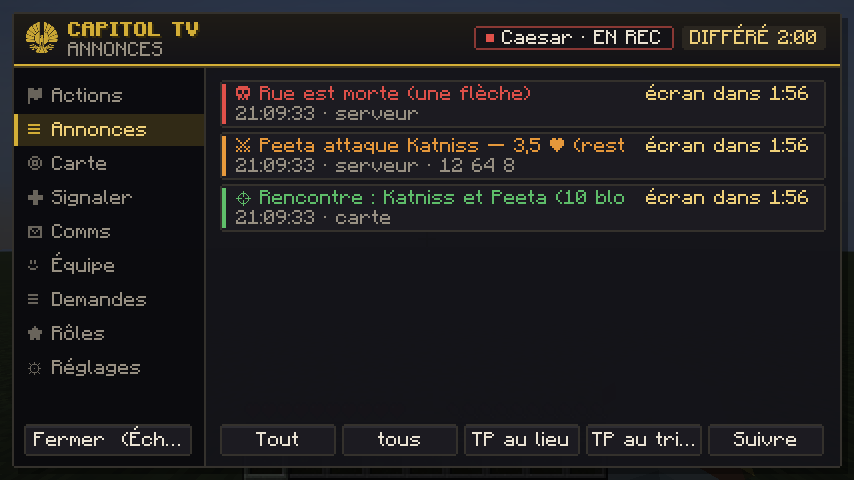 CAPITOL TV
ANNONCES
Caesar · EN REC
DIFFÉRÉ 2:00
Actions
Annonces
Carte
Signaler
Comms
Équipe
Demandes
Rôles
Réglages
Fermer (Éch...
Rue est morte (une flèche)
écran dans 1:56
21:09:33 · serveur
Peeta attaque Katniss — 3,5 ♥ (rest
écran dans 1:56
21:09:33 · serveur · 12 64 8
Rencontre : Katniss et Peeta (10 blo
écran dans 1:56
21:09:33 · carte
Tout
tous
TP au lieu
TP au tri...
Suivre